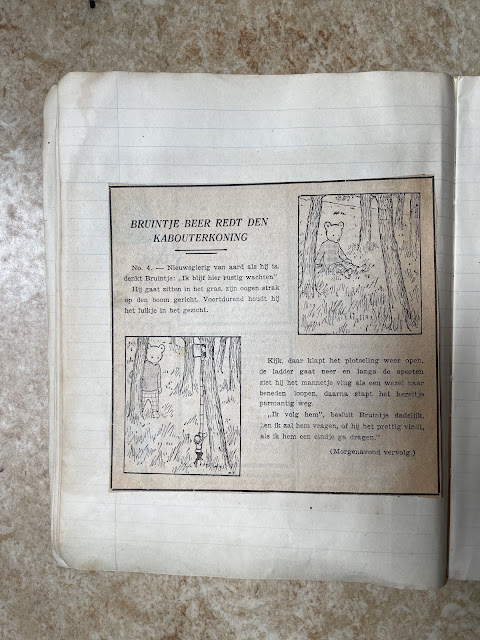 BRUINTJE BEER REDT DEN
KABOUTERKONING
No. 4. — Nieuwsgierig van aard als hij is,
denkt Bruintje: „Ik blijf hier rustig wachten"
Hij gaat zitten in het gras, zijn oogen strak
op den boom gericht. Voortdurend houdt hij
het luikje in het gezicht.
Kijk, daar klapt het plotseling weer open,
de ladder gaat neer en langs de sporten
ziet hij het mannetje vlug als een wezel naar
beneden loopen, daarna stapt het heereltje
parmantig weg.
„Ik volg hem", besluit Bruintje dadelijk,
„en ik zal hem vragen, of hij het prettig vindt,
als ik hem een eindje ga dragen."
(Morgenavond vervolg.)